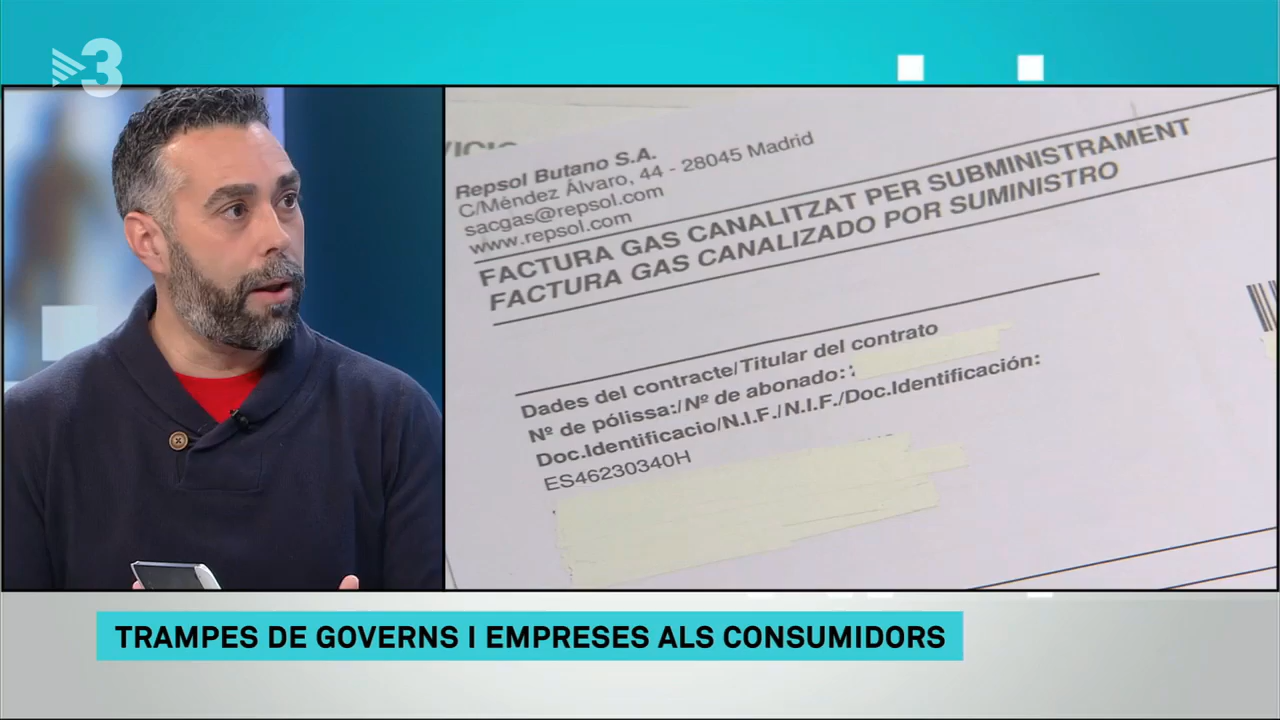 3
Repsol Butano S.A.
C/Méndez Álvaro, 44 - 28045 Madrid
sacgas@repsol.com
www.repsol.com
FACTURA GAS CANALITZAT PER SUBMINISTRAMENT
FACTURA GAS CANALIZADO POR SUMINISTRO
Dades del contracte/Titular del contrato
Nº de pòlissa:/Nº de abonado:
Doc.Identificacio/N.I.F./N.I.F./Doc.Identificación:
ES46230340H
TRAMPES DE GOVERNS I EMPRESES ALS CONSUMIDORS